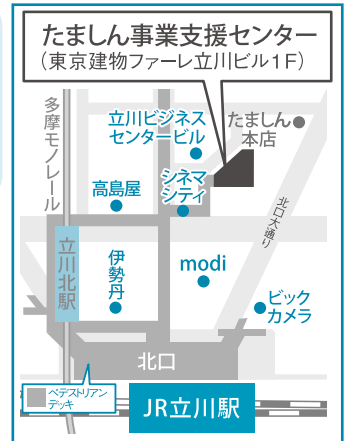 たましん事業支援センター
（東京建物ファーレ立川ビル1F）
多摩モノレール
立川ビジネス
センタービル
たましん
本店
シネマ
シティ
高島屋
北口大通り
立川北駅
伊勢丹
modi
ビック
カメラ
北口
ペデストリアン
デッキ
JR立川駅